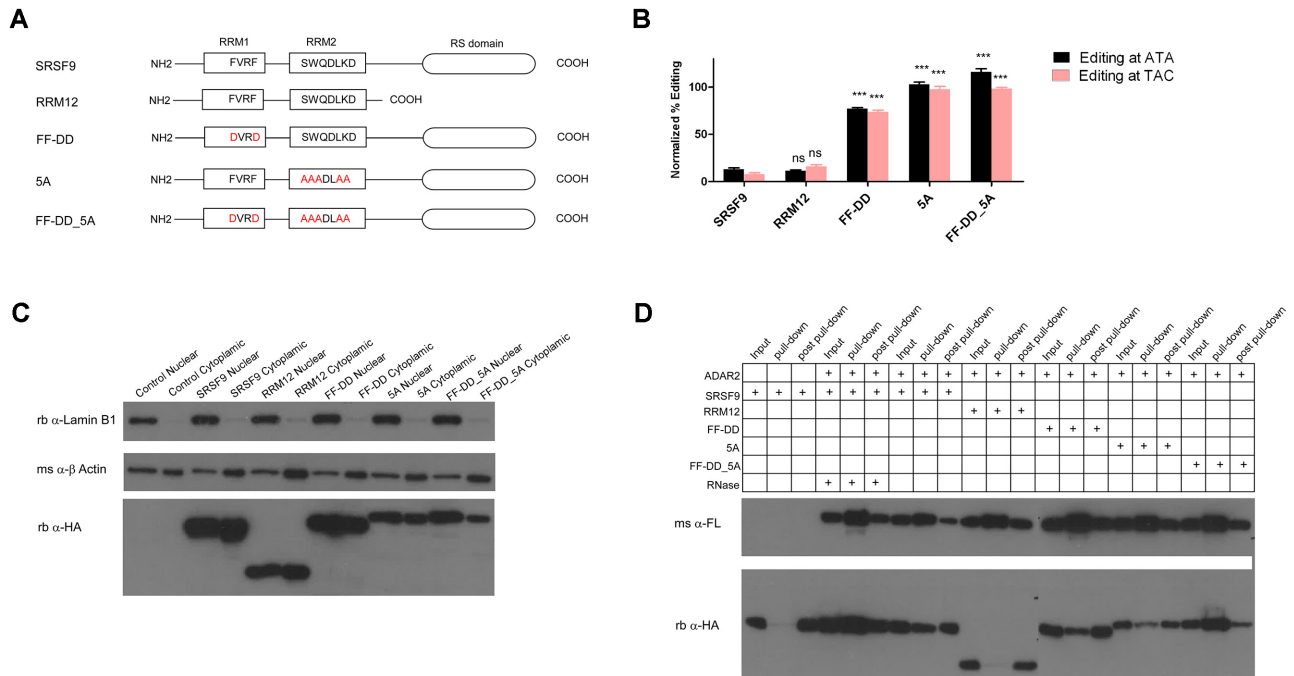 A
RRM1 RRM2 RS domain
SRSF9 NH2 FVRF SWQDLKD COOH
RRM12 NH2 FVRF SWQDLKD COOH
FF-DD NH2 DVRD SWQDLKD COOH
5A NH2 FVRF AAADLAA COOH
FF-DD_5A NH2 DVRD AAADLAA COOH
B
Normalized % Editing
100
50
0
ns ns *** *** *** *** *** ***
SRSF9 RRM12 FF-DD 5A FF-DD_5A
Editing at ATA
Editing at TAC
C
Control Nuclear
Control Cytoplamic
SRSF9 Nuclear
SRSF9 Cytoplamic
RRM12 Nuclear
RRM12 Cytoplamic
FF-DD Nuclear
FF-DD Cytoplamic
5A Nuclear
5A Cytoplamic
FF-DD_5A Nuclear
FF-DD_5A Cytoplamic
rb α-Lamin B1
ms α-β Actin
rb α-HA
D
Input pull-down post pull-down Input pull-down post pull-down Input pull-down post pull-down Input pull-down post pull-down Input pull-down post pull-down Input pull-down post pull-down Input pull-down post pull-down
ADAR2 + + + + + + + + + + + + + + + + + +
SRSF9 + + + + + + + + +
RRM12 + + +
FF-DD + + +
5A + + +
FF-DD_5A + + +
RNase + + +
ms α-FL
rb α-HA